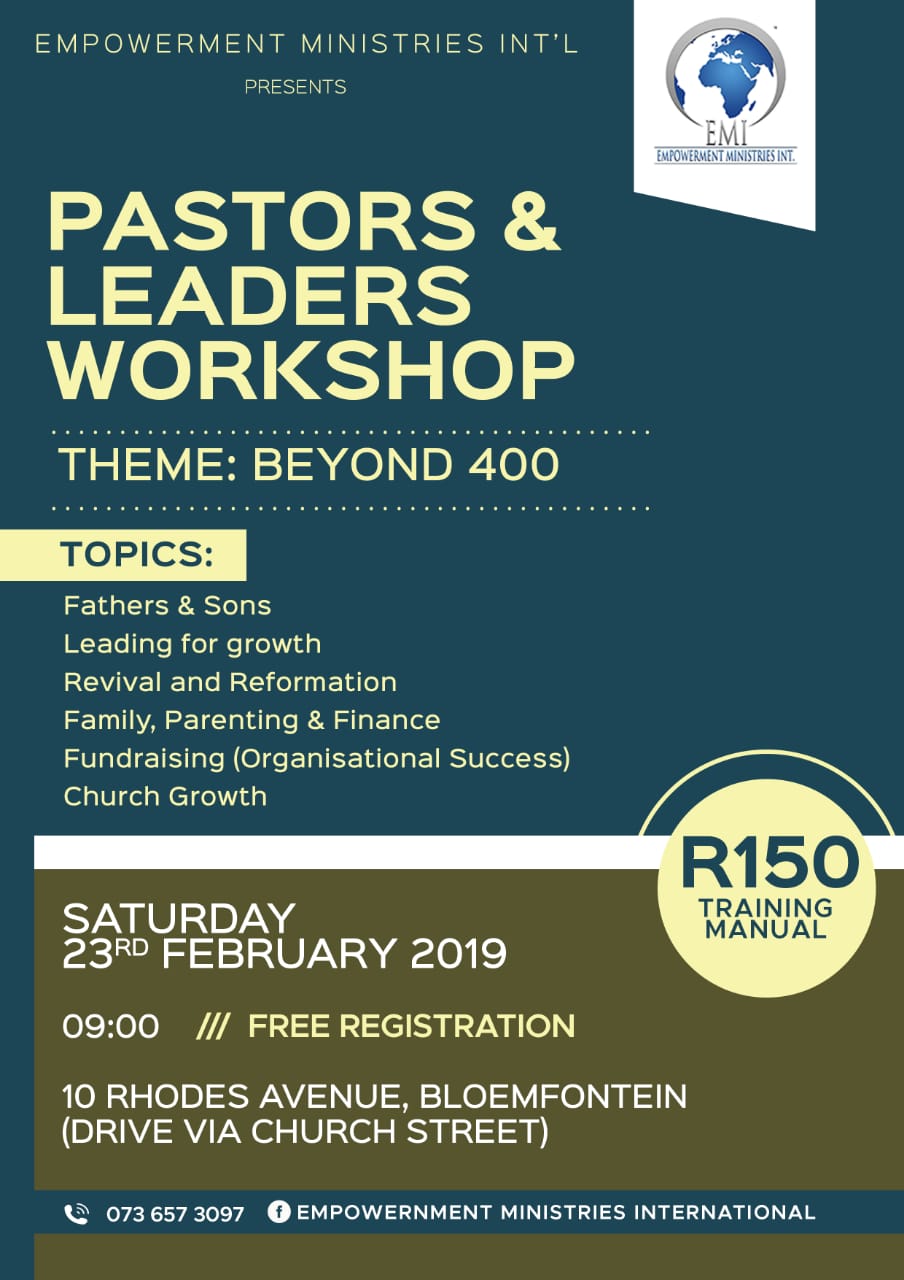 EMPOWERMENT MINISTRIES INT'L
PRESENTS
EMI
EMPOWERMENT MINISTRIES INT.
PASTORS &
LEADERS
WORKSHOP
THEME: BEYOND 400
TOPICS:
Fathers & Sons
Leading for growth
Revival and Reformation
Family, Parenting & Finance
Fundraising (Organisational Success)
Church Growth
R150
TRAINING
MANUAL
SATURDAY
23RD FEBRUARY 2019
09:00 /// FREE REGISTRATION
10 RHODES AVENUE, BLOEMFONTEIN
(DRIVE VIA CHURCH STREET)
073 657 3097 f EMPOWERNMENT MINISTRIES INTERNATIONAL